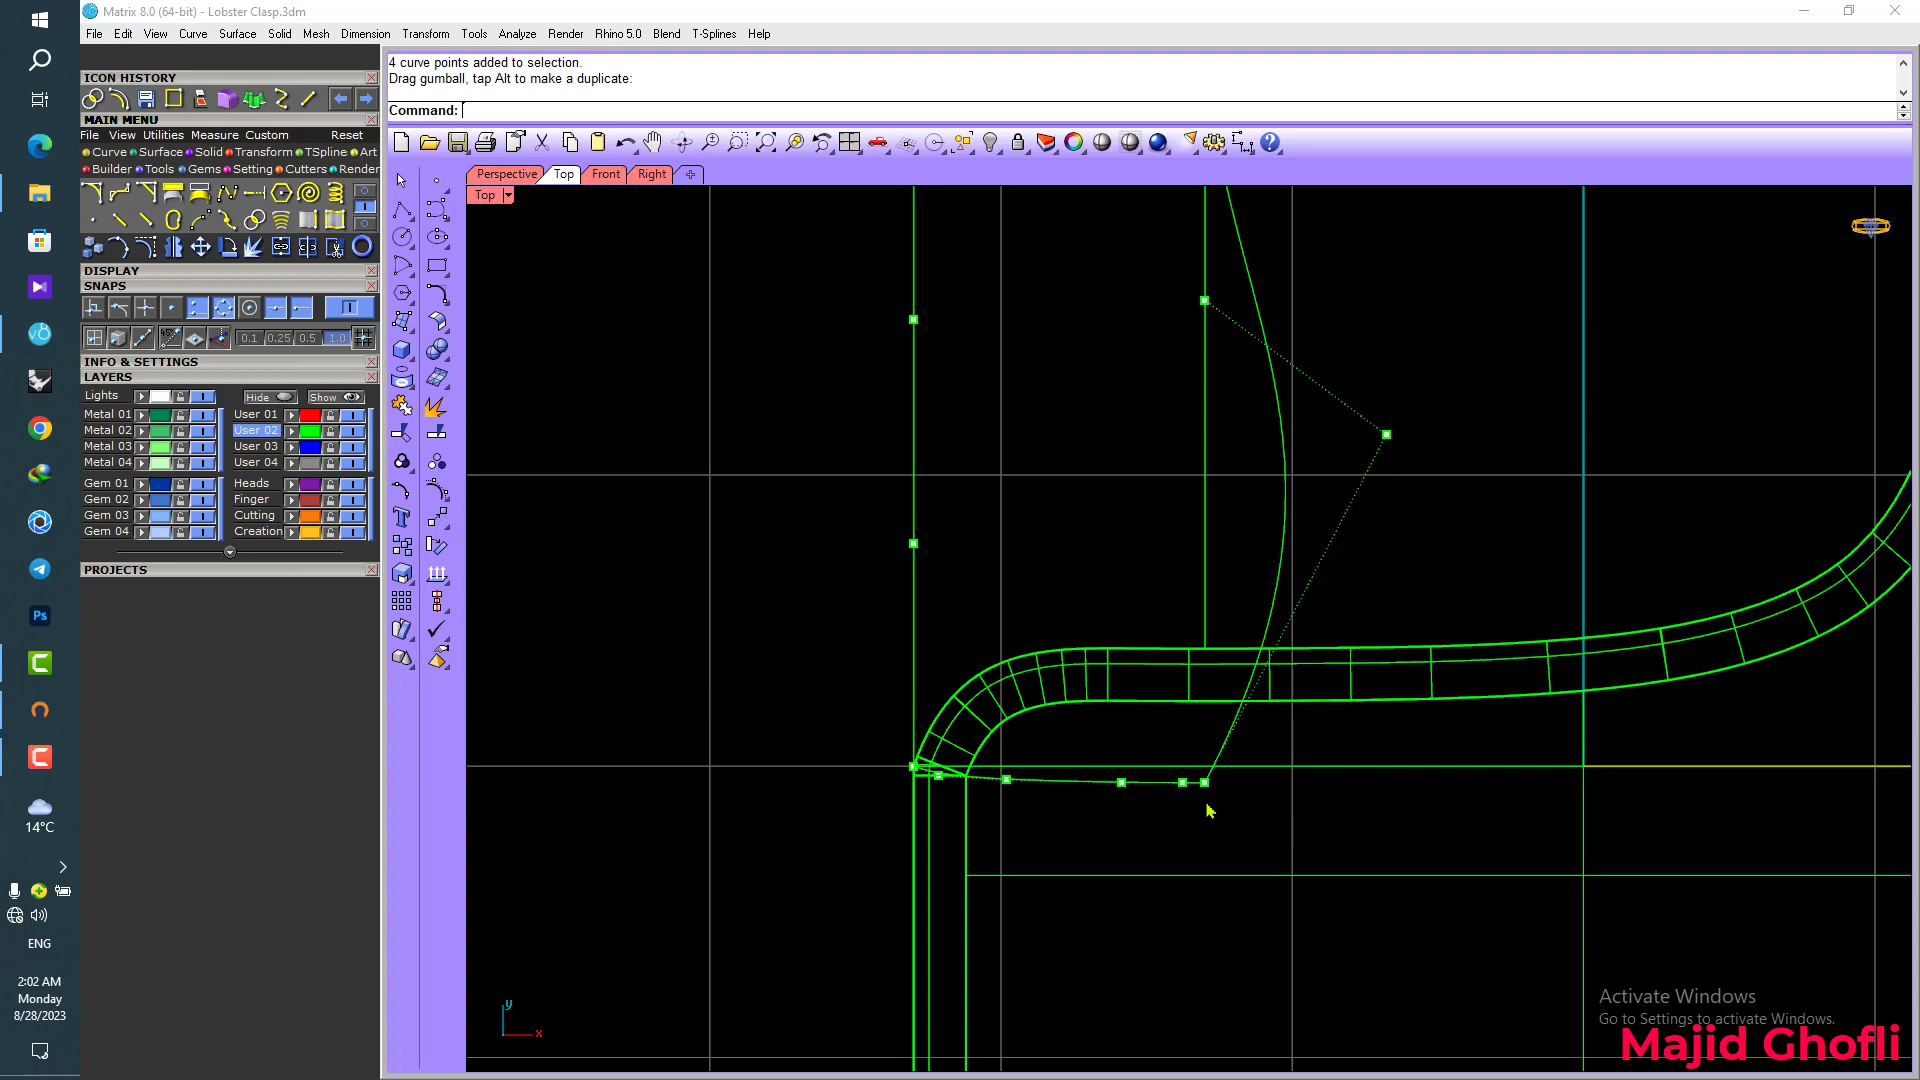 Matrix 8.0 (64-bit) - Lobster Clasp.3dm
File Edit View Curve Surface Solid Mesh Dimension Transform Tools Analyze Render Rhino 5.0 Blend T-Splines Help
4 curve points added to selection.
Drag gumball, tap Alt to make a duplicate:
Command:
ICON HISTORY
MAIN MENU
File View Utilities Measure Custom Reset
Curve Surface Solid Transform TSpline Art
Builder Tools Gems Setting Cutters Render
DISPLAY
SNAPS
0.1 0.25 0.5 1.0
INFO & SETTINGS
LAYERS
Lights Hide Show
Metal 01 User 01
Metal 02 User 02
Metal 03 User 03
Metal 04 User 04
Gem 01 Heads
Gem 02 Finger
Gem 03 Cutting
Gem 04 Creation
PROJECTS
Perspective Top Front Right
Top
y
x
Ps
14°C
ENG
2:02 AM
Monday
8/28/2023
Activate Windows
Go to Settings to activate Windows.
Majid Ghofli